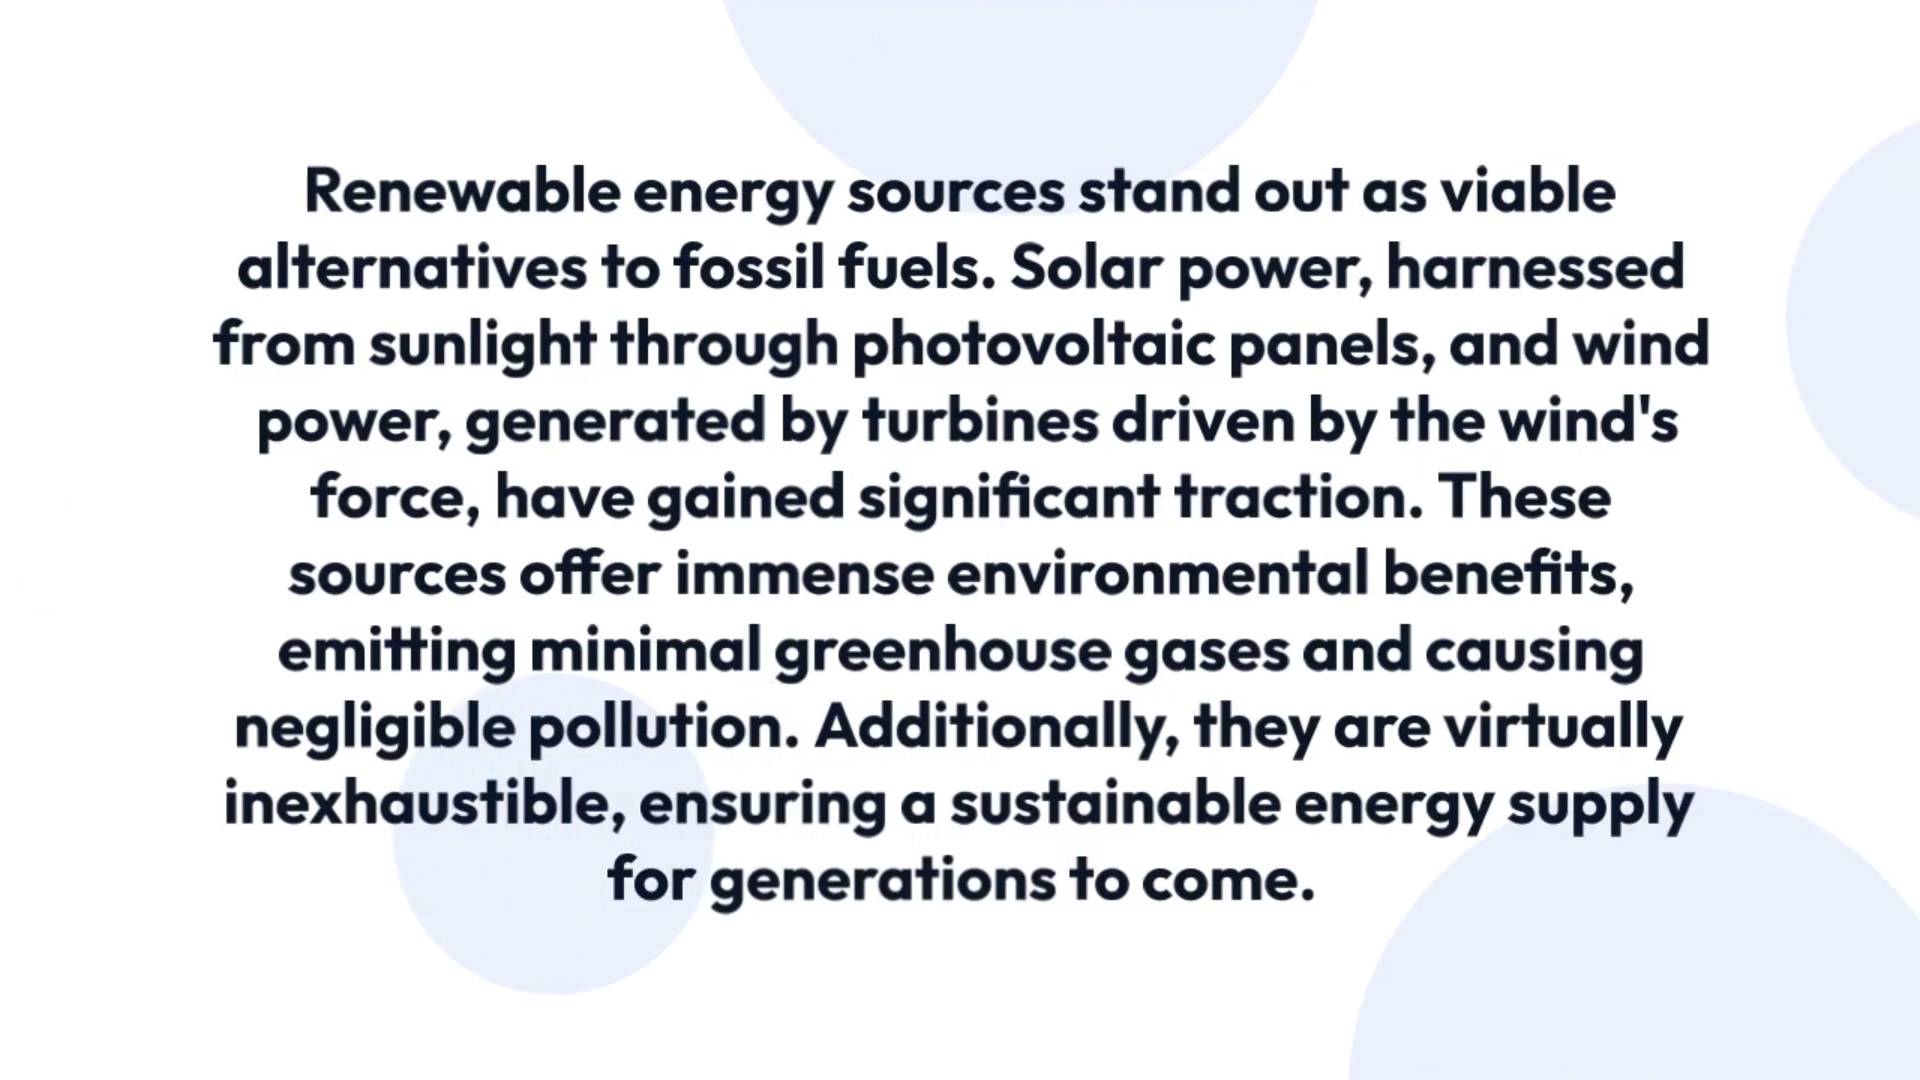 Renewable energy sources stand out as viable
alternatives to fossil fuels. Solar power, harnessed
from sunlight through photovoltaic panels, and wind
power, generated by turbines driven by the wind's
force, have gained significant traction. These
sources offer immense environmental benefits,
emitting minimal greenhouse gases and causing
negligible pollution. Additionally, they are virtually
inexhaustible, ensuring a sustainable energy supply
for generations to come.